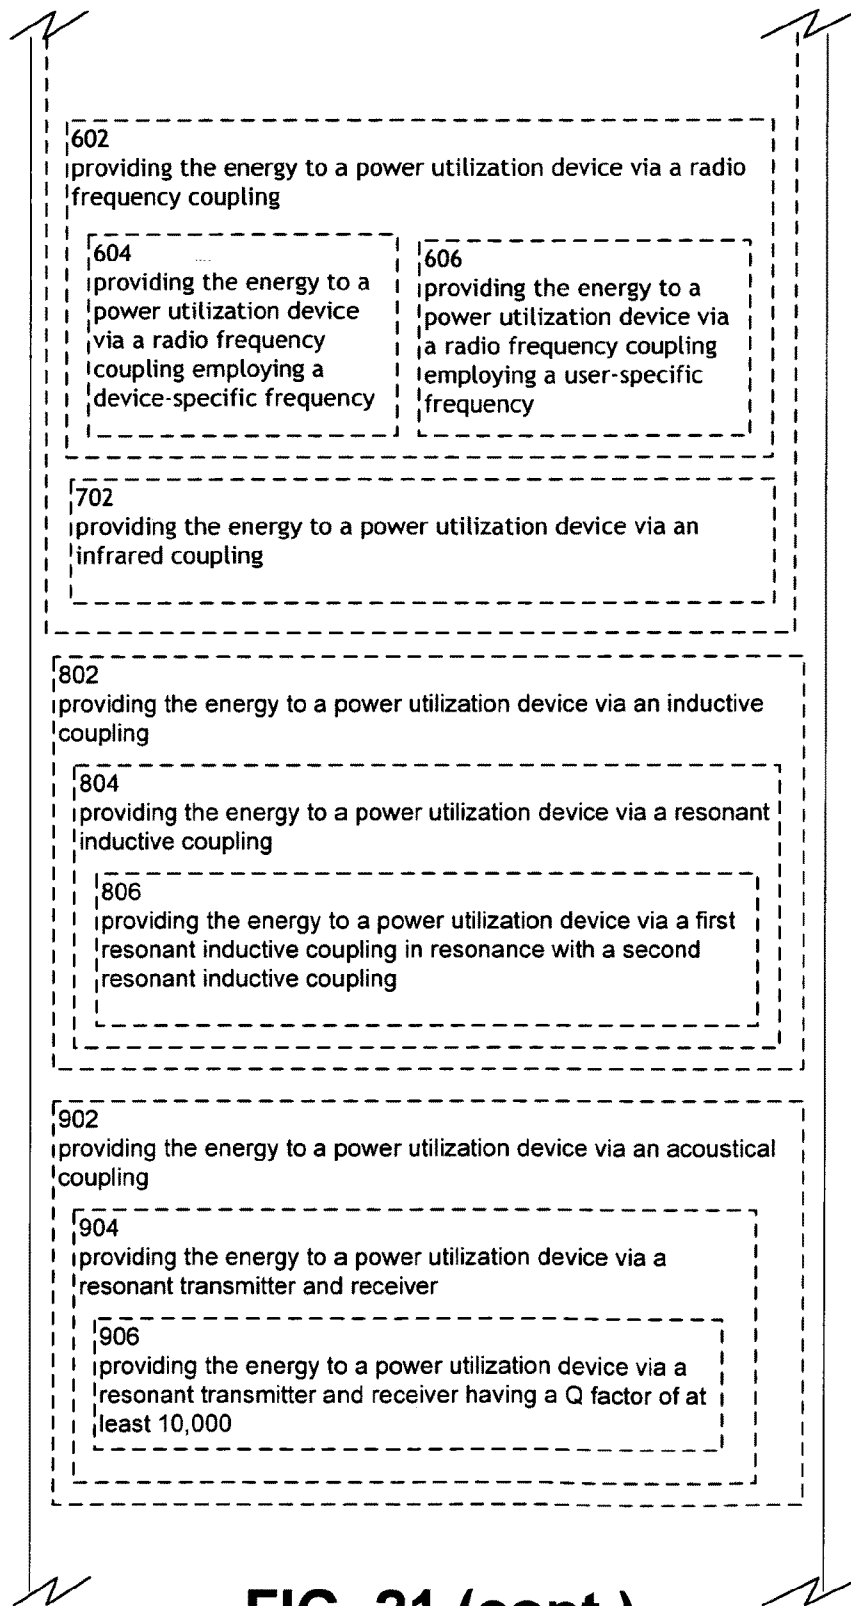 602
providing the energy to a power utilization device via a radio
frequency coupling
604
providing the energy to a
power utilization device
via a radio frequency
coupling employing a
device-specific frequency
606
providing the energy to a
power utilization device via
a radio frequency coupling
employing a user-specific
frequency
702
providing the energy to a power utilization device via an
infrared coupling
802
providing the energy to a power utilization device via an inductive
coupling
804
providing the energy to a power utilization device via a resonant
inductive coupling
806
providing the energy to a power utilization device via a first
resonant inductive coupling in resonance with a second
resonant inductive coupling
902
providing the energy to a power utilization device via an acoustical
coupling
904
providing the energy to a power utilization device via a
resonant transmitter and receiver
906
providing the energy to a power utilization device via a
resonant transmitter and receiver having a Q factor of at
least 10,000
FIG. 21 (cont.)